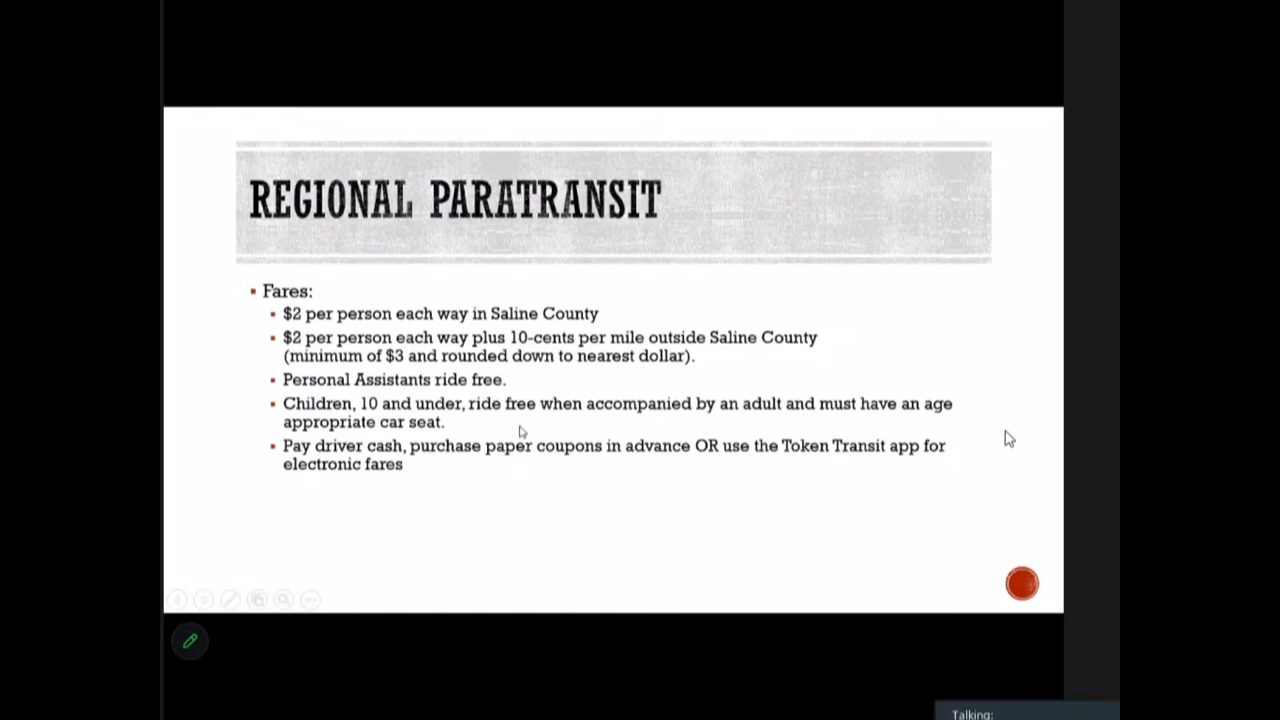 REGIONAL PARATRANSIT
Fares:
$2 per person each way in Saline County
$2 per person each way plus 10-cents per mile outside Saline County
(minimum of $3 and rounded down to nearest dollar).
Personal Assistants ride free.
Children, 10 and under, ride free when accompanied by an adult and must have an age
appropriate car seat.
Pay driver cash, purchase paper coupons in advance OR use the Token Transit app for
electronic fares
Talking: